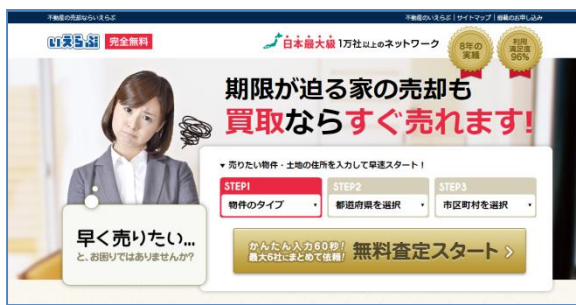 不動産の売却ならいえらぶ
不動産のいえらぶ | サイトマップ | 掲載のお申し込み
いえらぶ 完全無料
日本最大級 1万社以上のネットワーク
8年の
実績
利用
満足度
96%
期限が迫る家の売却も
買取ならすぐ売れます!
▼ 売りたい物件・土地の住所を入力して早速スタート!
STEP1
物件のタイプ
STEP2
都道府県を選択
STEP3
市区町村を選択
早く売りたい...
と、お困りではありませんか?
かんたん入力60秒!
最大6社にまとめて依頼!
無料査定スタート >